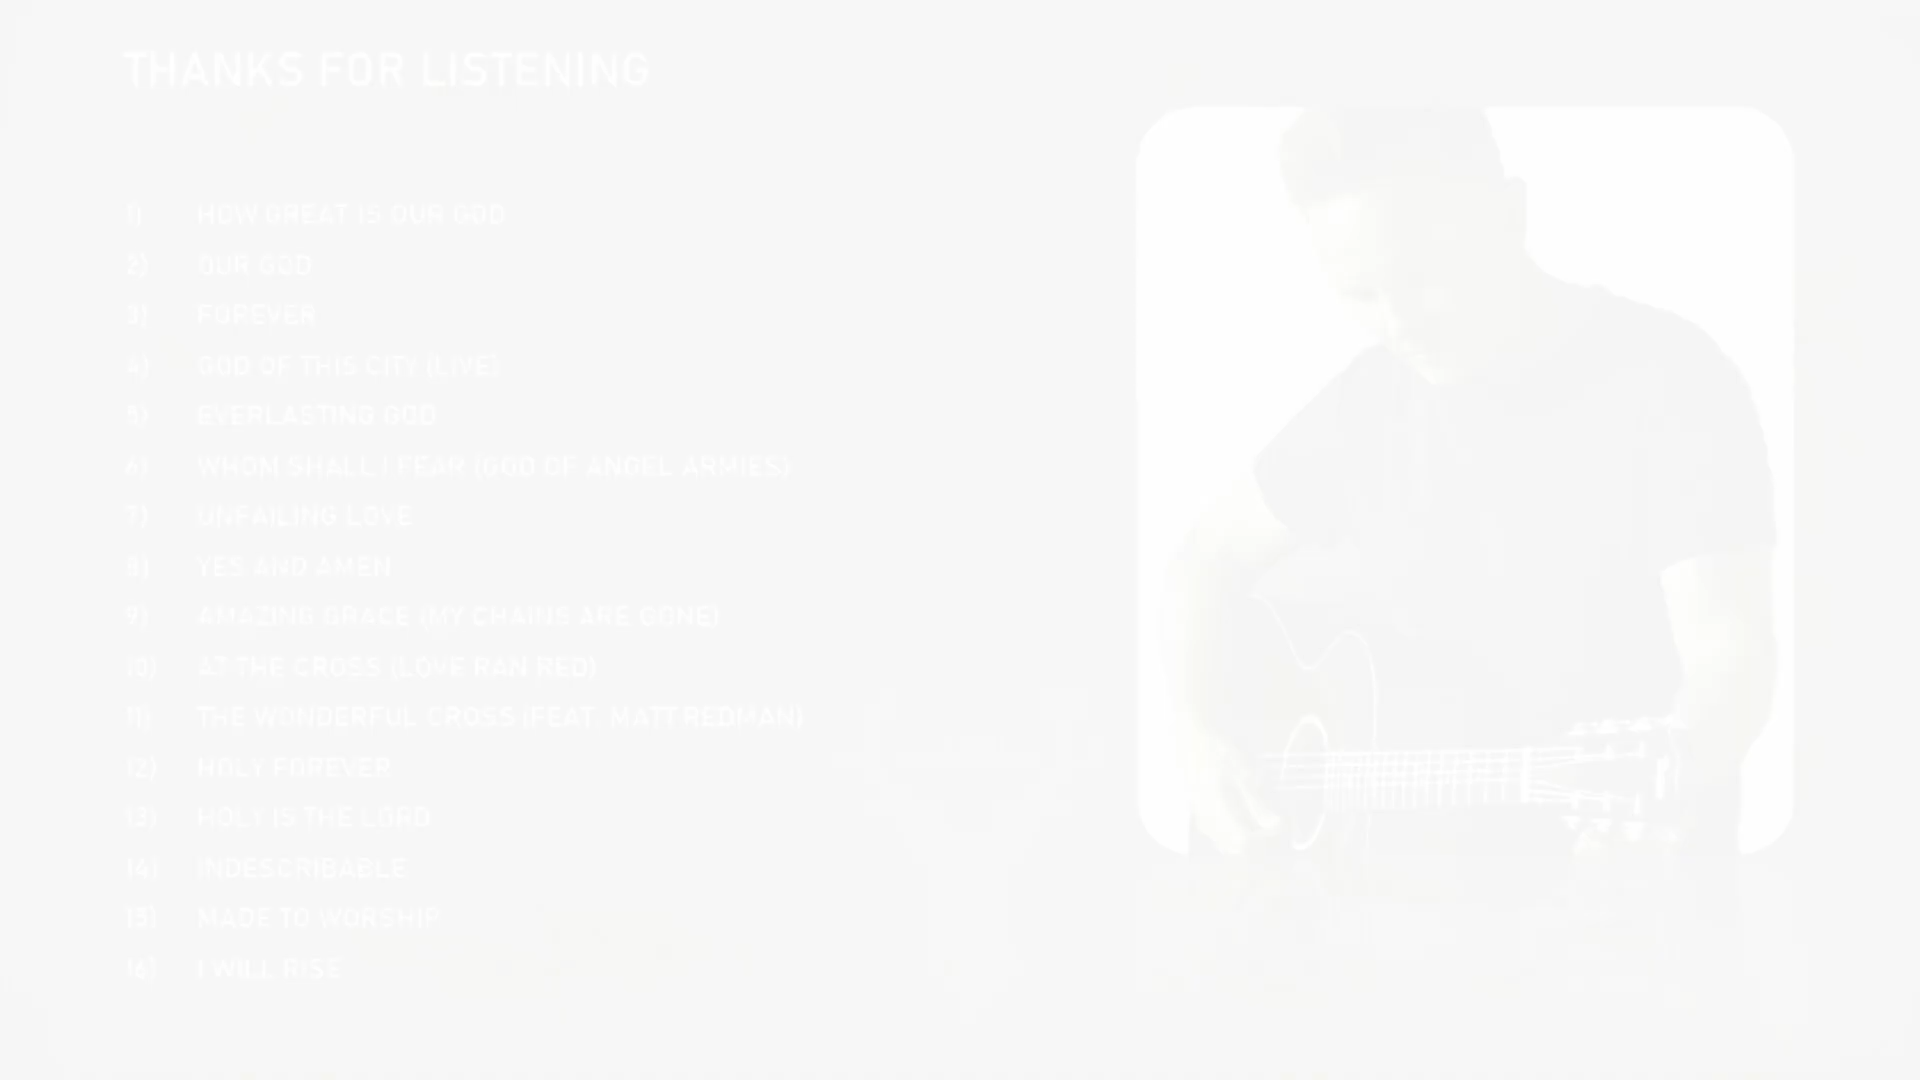 THANKS FOR LISTENING
1) HOW GREAT IS OUR GOD
2) OUR GOD
3) FOREVER
4) GOD OF THIS CITY (LIVE)
5) EVERLASTING GOD
6) WHOM SHALL I FEAR (GOD OF ANGEL ARMIES)
7) UNFAILING LOVE
8) YES AND AMEN
9) AMAZING GRACE (MY CHAINS ARE GONE)
10) AT THE CROSS (LOVE RAN RED)
11) THE WONDERFUL CROSS (FEAT. MATT REDMAN)
12) HOLY FOREVER
13) HOLY IS THE LORD
14) INDESCRIBABLE
15) MADE TO WORSHIP
16) I WILL RISE